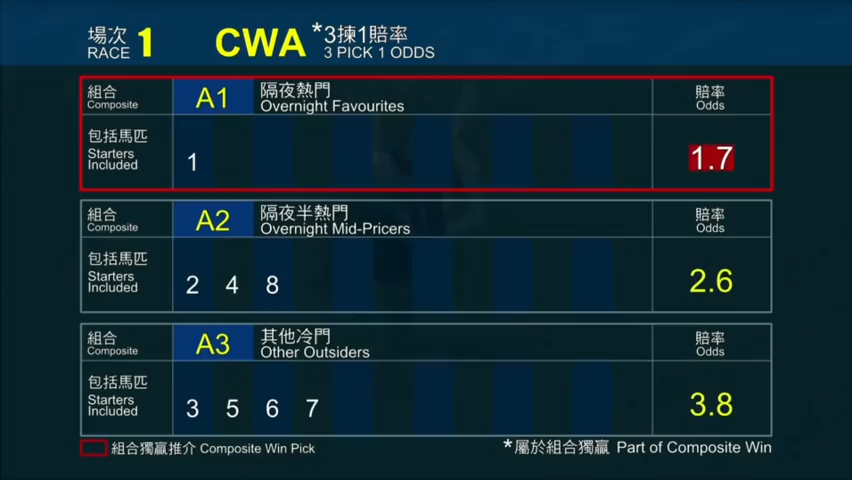 場次 1 CWA *3揀1賠率
RACE 3 PICK 1 ODDS
組合 A1 隔夜熱門 賠率
Composite Overnight Favourites Odds
包括馬匹
Starters Included 1 1.7
組合 A2 隔夜半熱門 賠率
Composite Overnight Mid-Pricers Odds
包括馬匹
Starters Included 2 4 8 2.6
組合 A3 其他冷門 賠率
Composite Other Outsiders Odds
包括馬匹
Starters Included 3 5 6 7 3.8
組合獨贏推介 Composite Win Pick *屬於組合獨贏 Part of Composite Win